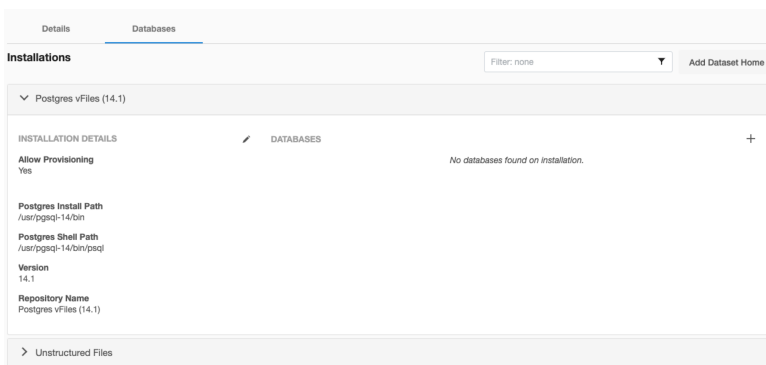 Details Databases
Installations
Filter: none
Add Dataset Home
Postgres vFiles (14.1)
INSTALLATION DETAILS
DATABASES
Allow Provisioning
Yes
No databases found on installation.
Postgres Install Path
/usr/pgsql-14/bin
Postgres Shell Path
/usr/pgsql-14/bin/psql
Version
14.1
Repository Name
Postgres vFiles (14.1)
Unstructured Files